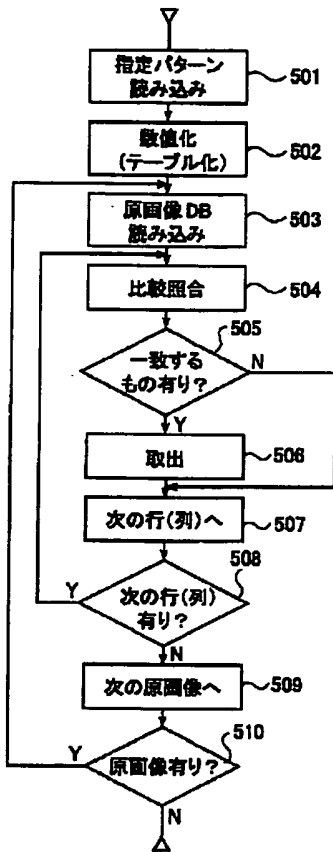 指定パターン
読み込み
501
数値化
(テーブル化)
502
原画像DB
読み込み
503
比較照合
504
505
一致する
もの有り?
N
Y
取出
506
次の行(列)へ
507
508
次の行(列)
有り?
Y
N
次の原画像へ
509
510
原画像有り?
Y
N